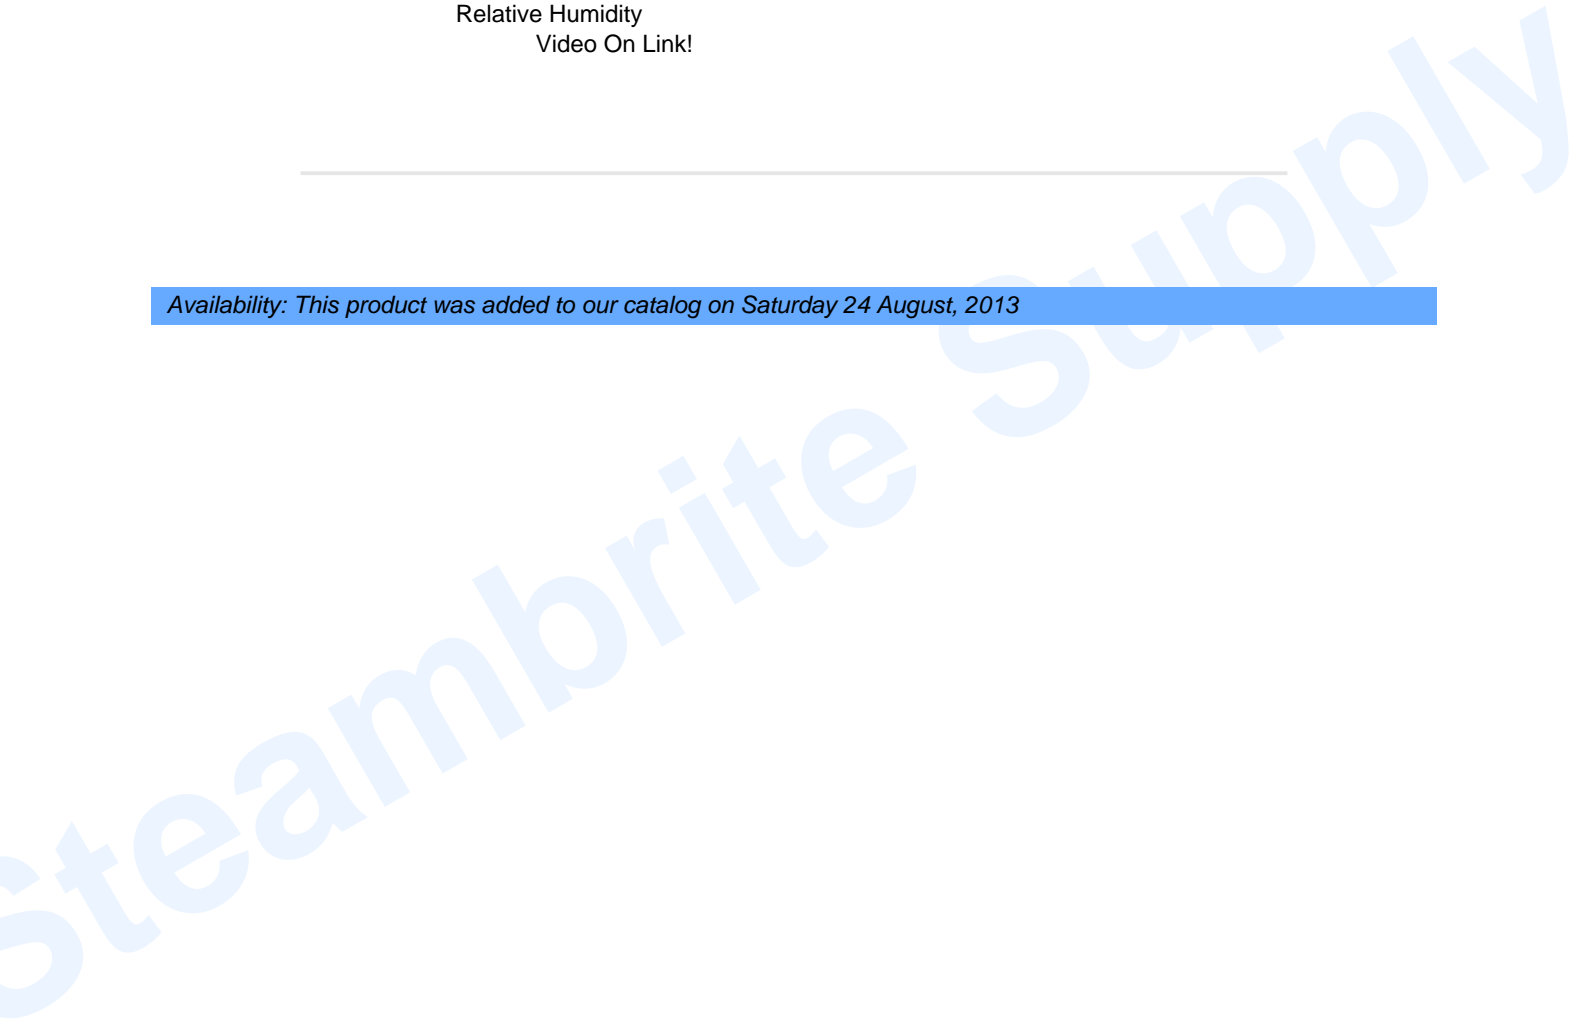 Relative Humidity
Video On Link!
Availability: This product was added to our catalog on Saturday 24 August, 2013
Steambrite Supply